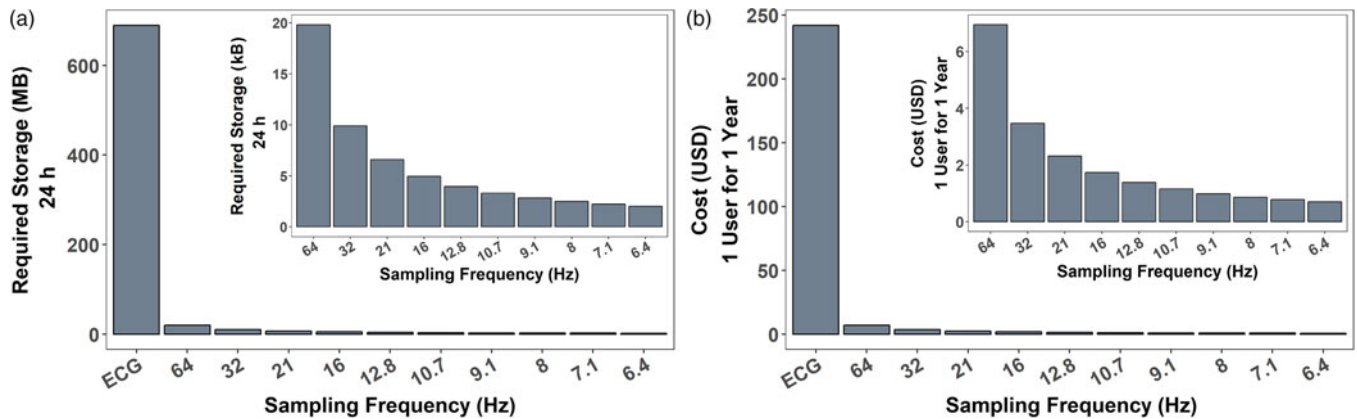 (a)
Required Storage (MB)
24 h
600
400
200
0
ECG 64 32 21 16 12.8 10.7 9.1 8 7.1 6.4
Sampling Frequency (Hz)
Required Storage (kB)
24 h
20
15
10
5
0
64 32 21 16 12.8 10.7 9.1 8 7.1 6.4
Sampling Frequency (Hz)
(b)
Cost (USD)
1 User for 1 Year
250
200
150
100
50
0
ECG 64 32 21 16 12.8 10.7 9.1 8 7.1 6.4
Sampling Frequency (Hz)
Cost (USD)
1 User for 1 Year
6
4
2
0
64 32 21 16 12.8 10.7 9.1 8 7.1 6.4
Sampling Frequency (Hz)